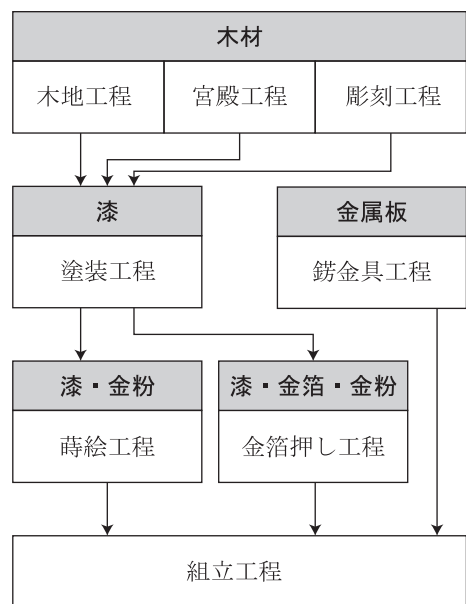 木材
木地工程
宮殿工程
彫刻工程
漆
金属板
塗装工程
錺金具工程
漆・金粉
漆・金箔・金粉
蒔絵工程
金箔押し工程
組立工程